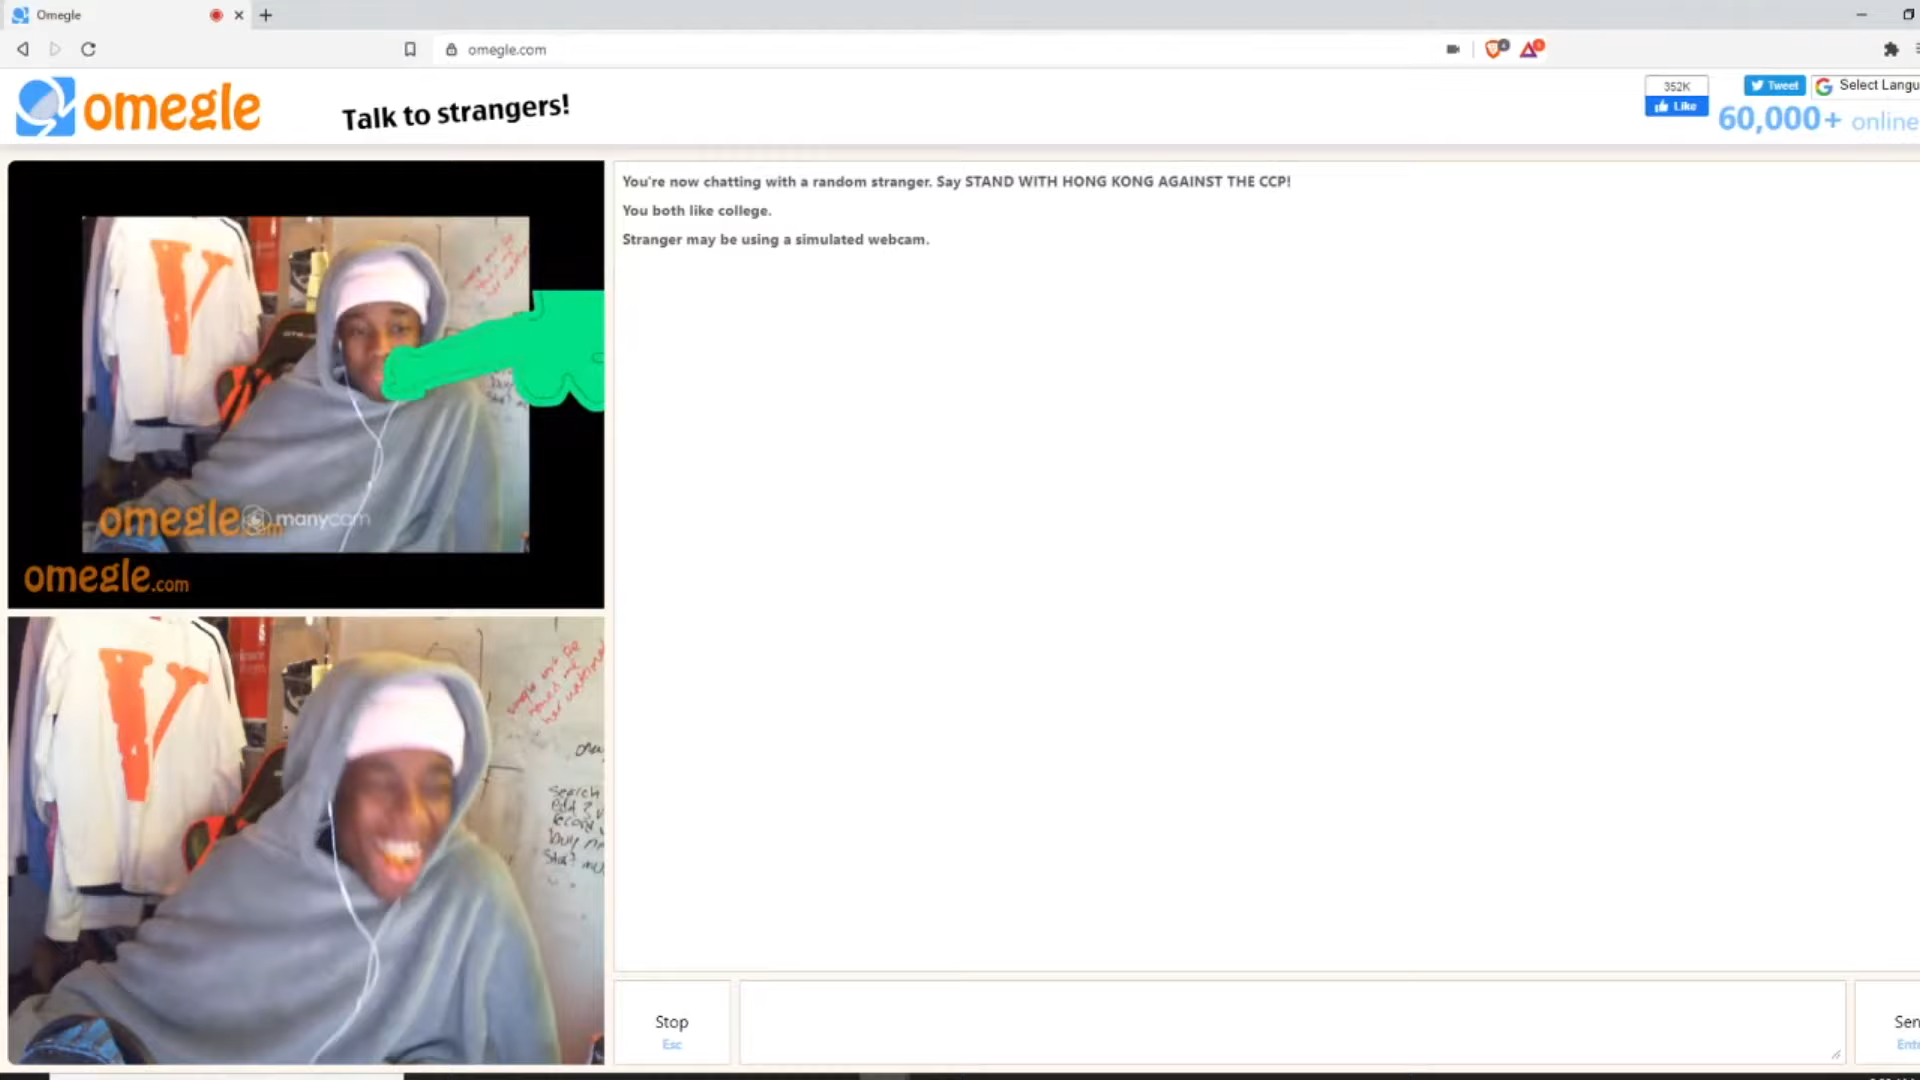 Omegle
omegle.com
omegle
Talk to strangers!
352K
Like
Tweet
Select Langu
60,000+ online
You're now chatting with a random stranger. Say STAND WITH HONG KONG AGAINST THE CCP!
You both like college.
Stranger may be using a simulated webcam.
V
omegle
manycam
omegle.com
V
Search
Stop
Esc
Sen
Ente